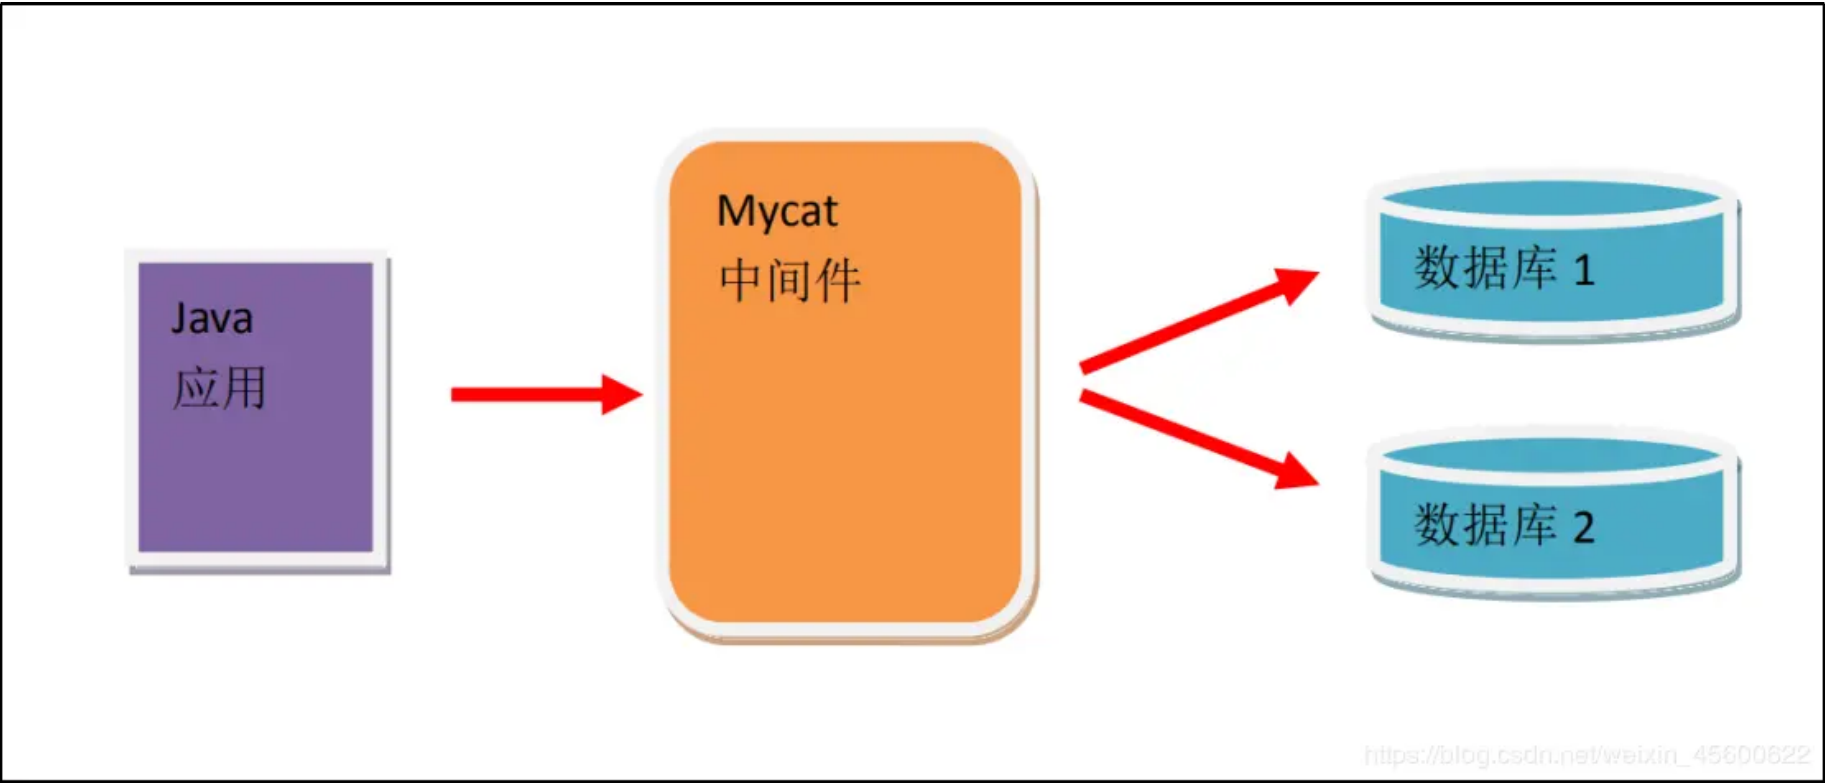 Java
应用
Mycat
中间件
数据库 1
数据库 2
https://blog.csdn.net/weixin_45600622